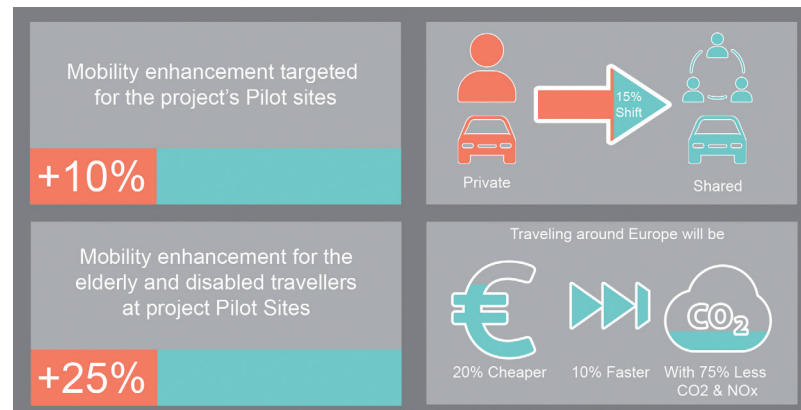 Mobility enhancement targeted
for the project's Pilot sites
+10%
15%
Shift
Private
Shared
Mobility enhancement for the
elderly and disabled travellers
at project Pilot Sites
+25%
Traveling around Europe will be
€
CO2
20% Cheaper
10% Faster
With 75% Less
CO2 & NOx